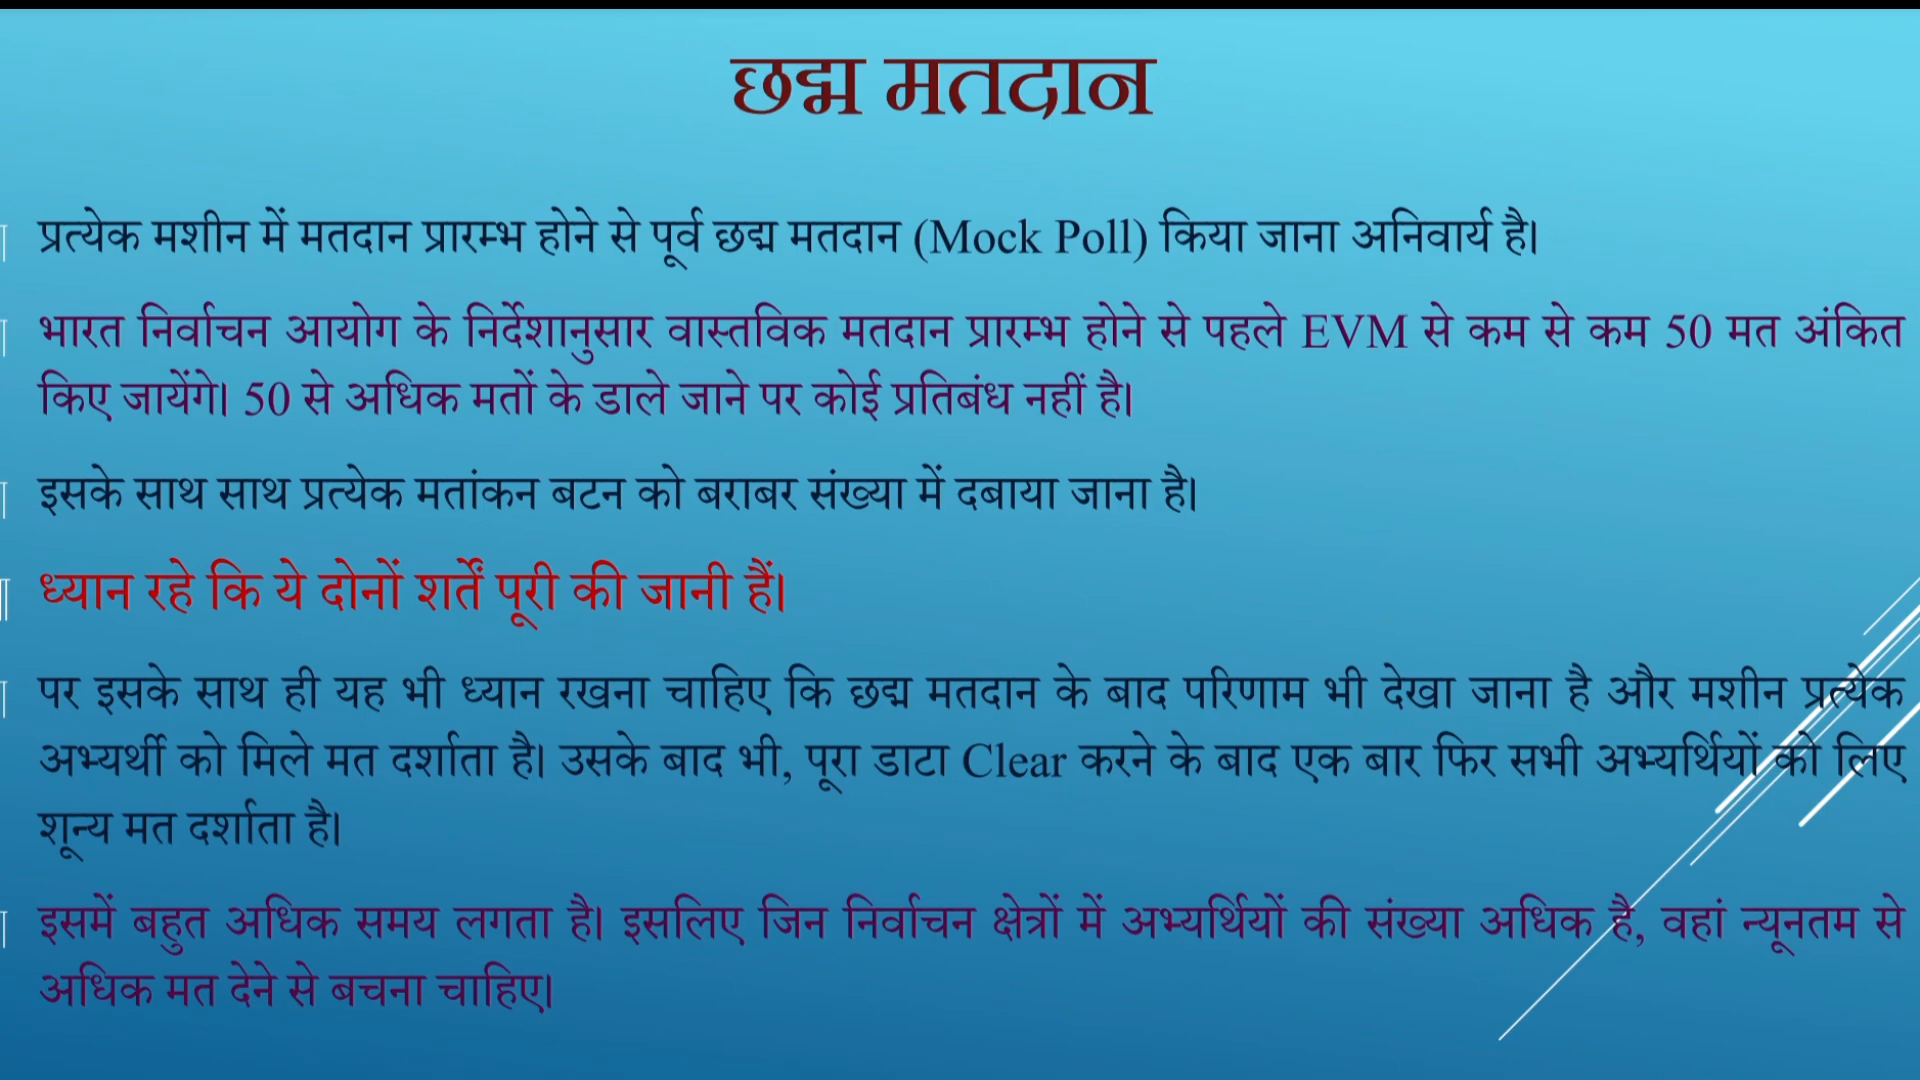 छद्म मतदान
प्रत्येक मशीन में मतदान प्रारम्भ होने से पूर्व छद्म मतदान (Mock Poll) किया जाना अनिवार्य है।
भारत निर्वाचन आयोग के निर्देशानुसार वास्तविक मतदान प्रारम्भ होने से पहले EVM से कम से कम 50 मत अंकित
किए जायेंगे। 50 से अधिक मतों के डाले जाने पर कोई प्रतिबंध नहीं है।
इसके साथ साथ प्रत्येक मतांकन बटन को बराबर संख्या में दबाया जाना है।
ध्यान रहे कि ये दोनों शर्तें पूरी की जानी हैं।
पर इसके साथ ही यह भी ध्यान रखना चाहिए कि छद्म मतदान के बाद परिणाम भी देखा जाना है और मशीन प्रत्येक
अभ्यर्थी को मिले मत दर्शाता है। उसके बाद भी, पूरा डाटा Clear करने के बाद एक बार फिर सभी अभ्यर्थियों को लिए
शून्य मत दर्शाता है।
इसमें बहुत अधिक समय लगता है। इसलिए जिन निर्वाचन क्षेत्रों में अभ्यर्थियों की संख्या अधिक है, वहां न्यूनतम से
अधिक मत देने से बचना चाहिए।